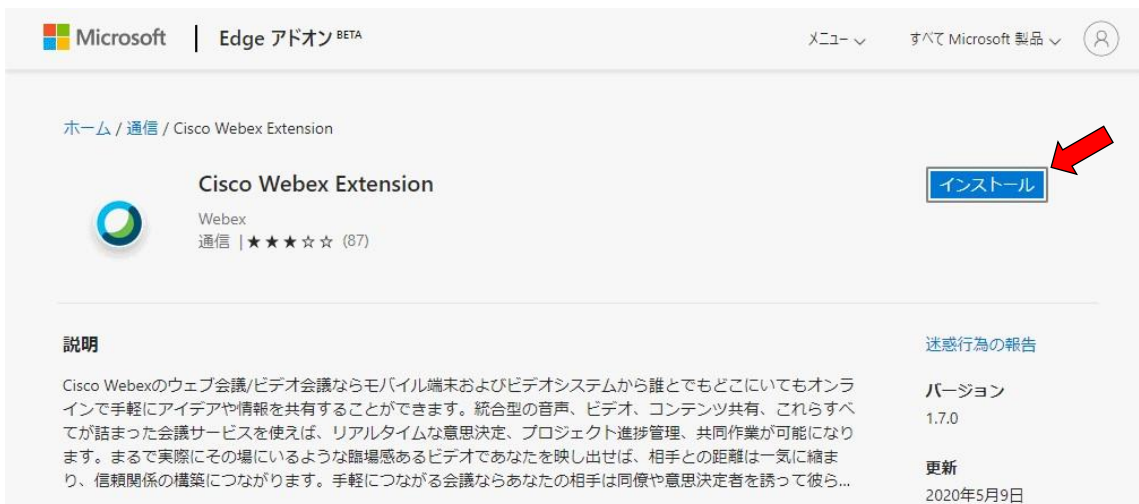 Microsoft | Edge アドオン BETA
メニュー すべて Microsoft 製品
ホーム / 通信 / Cisco Webex Extension
Cisco Webex Extension
インストール
Webex
通信 | ★★★☆☆ (87)
説明
迷惑行為の報告
Cisco Webexのウェブ会議/ビデオ会議ならモバイル端末およびビデオシステムから誰とでもどこにいてもオンラ
インで手軽にアイデアや情報を共有することができます。統合型の音声、ビデオ、コンテンツ共有、これらすべ
てが詰まった会議サービスを使えば、リアルタイムな意思決定、プロジェクト進捗管理、共同作業が可能になり
ます。まるで実際にその場にいるような臨場感あるビデオであなたを映し出せば、相手との距離は一気に縮ま
り、信頼関係の構築につながります。手軽につながる会議ならあなたの相手は同僚や意思決定者を誘って彼ら...
バージョン
1.7.0
更新
2020年5月9日